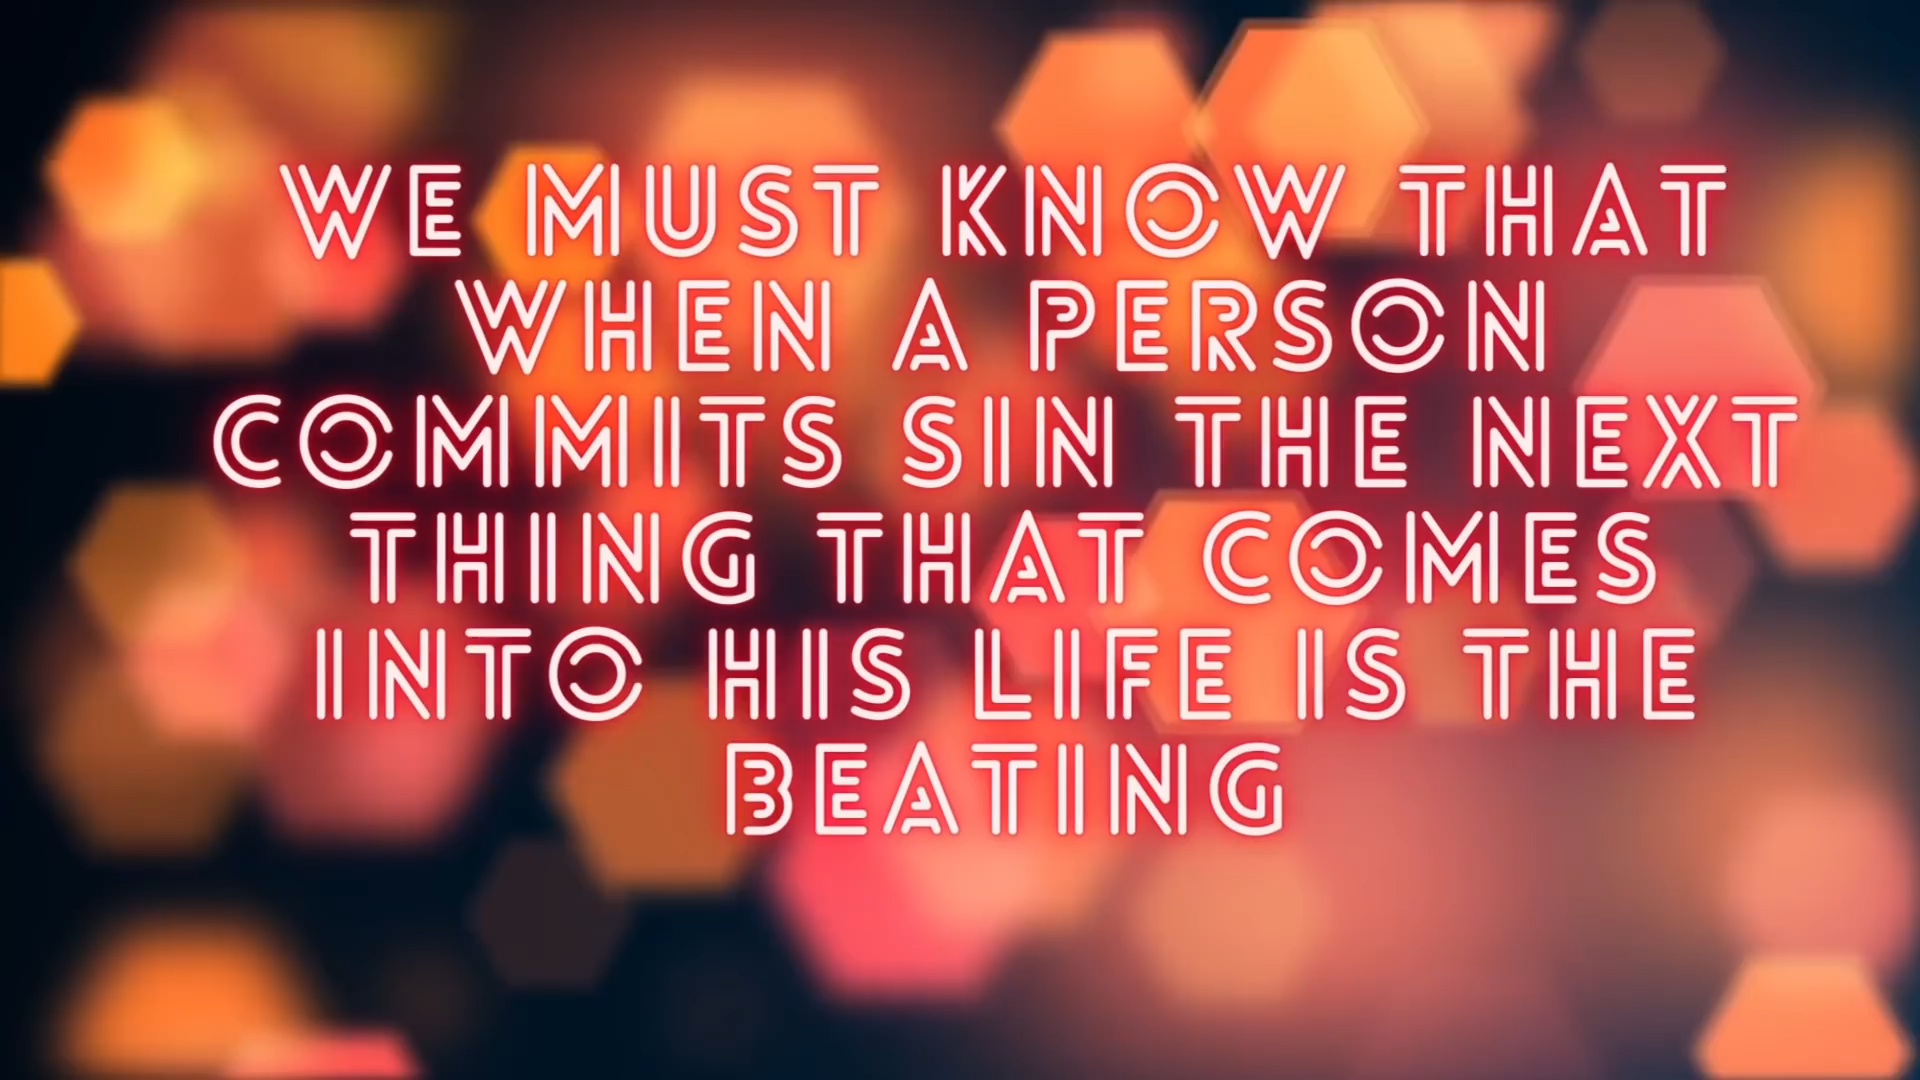 WE MUST KNOW THAT
WHEN A PERSON
COMMITS SIN THE NEXT
THING THAT COMES
INTO HIS LIFE IS THE
BEATING